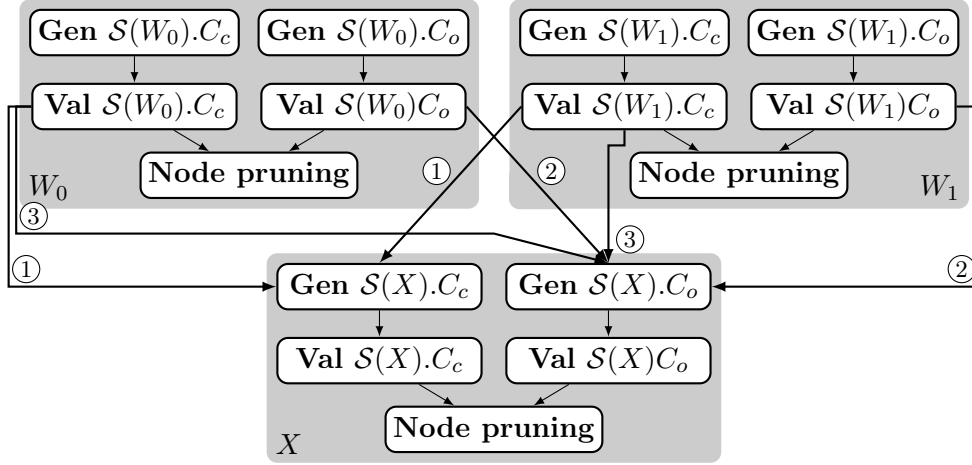 Gen 𝒮(W₀).C_c Gen 𝒮(W₀).C_o Gen 𝒮(W₁).C_c Gen 𝒮(W₁).C_o
Val 𝒮(W₀).C_c Val 𝒮(W₀)C_o Val 𝒮(W₁).C_c Val 𝒮(W₁)C_o
① ②
Node pruning Node pruning
W₀ W₁
③ ③
① ②
Gen 𝒮(X).C_c Gen 𝒮(X).C_o
Val 𝒮(X).C_c Val 𝒮(X)C_o
Node pruning
X